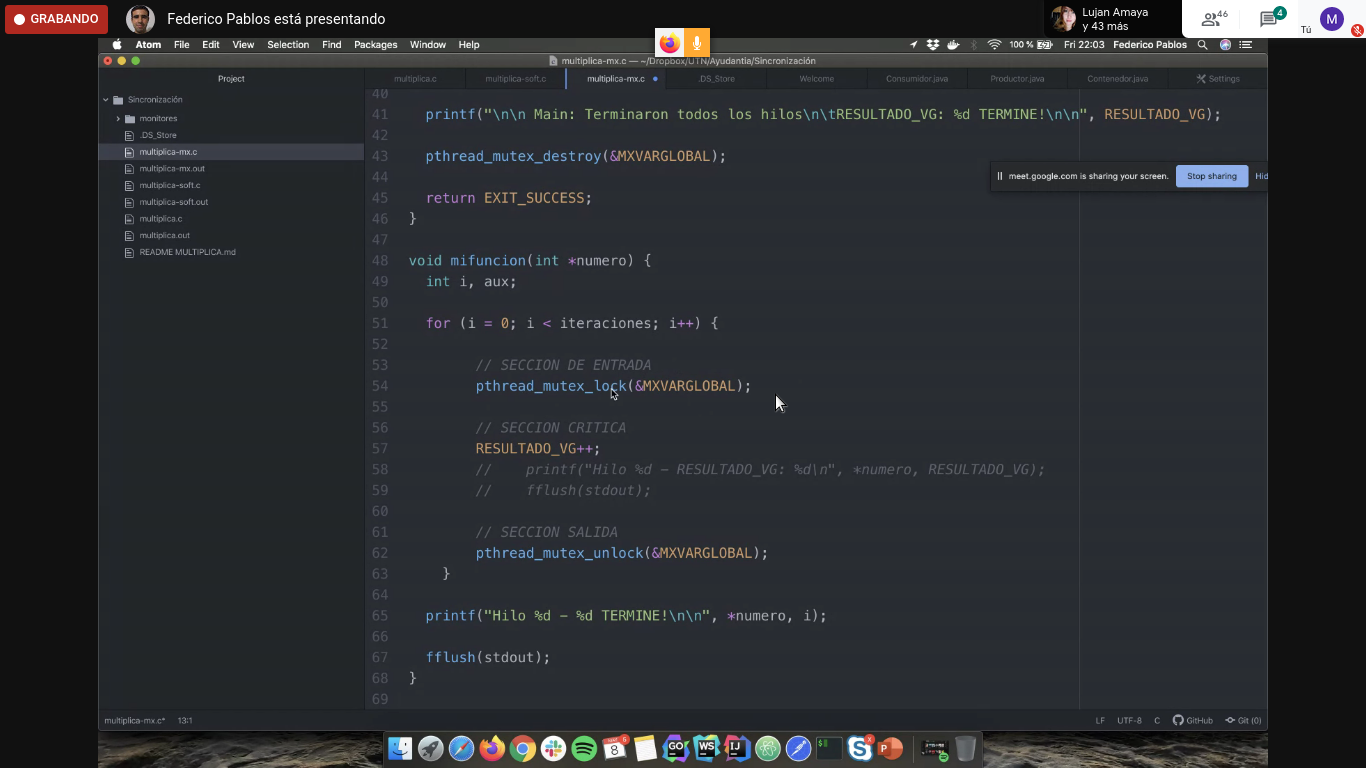 GRABANDO
Federico Pablos está presentando
Lujan Amaya
y 43 más
46
4
M
Tú
Atom File Edit View Selection Find Packages Window Help
100 % Fri 22:03 Federico Pablos
multiplica-mx.c — ~/Dropbox/UTN/Ayudantia/Sincronización
Project
multiplica.c
multiplica-soft.c
multiplica-mx.c
.DS_Store
Welcome
Consumidor.java
Productor.java
Contenedor.java
Settings
Sincronización
monitores
.DS_Store
multiplica-mx.c
multiplica-mx.out
multiplica-soft.c
multiplica-soft.out
multiplica.c
multiplica.out
README MULTIPLICA.md
meet.google.com is sharing your screen.
Stop sharing
Hid
40
41 printf("\n\n Main: Terminaron todos los hilos\n\tRESULTADO_VG: %d TERMINE!\n\n", RESULTADO_VG);
42
43 pthread_mutex_destroy(&MXVARGLOBAL);
44
45 return EXIT_SUCCESS;
46 }
47
48 void mifuncion(int *numero) {
49 int i, aux;
50
51 for (i = 0; i < iteraciones; i++) {
52
53 // SECCION DE ENTRADA
54 pthread_mutex_lock(&MXVARGLOBAL);
55
56 // SECCION CRITICA
57 RESULTADO_VG++;
58 // printf("Hilo %d - RESULTADO_VG: %d\n", *numero, RESULTADO_VG);
59 // fflush(stdout);
60
61 // SECCION SALIDA
62 pthread_mutex_unlock(&MXVARGLOBAL);
63 }
64
65 printf("Hilo %d - %d TERMINE!\n\n", *numero, i);
66
67 fflush(stdout);
68 }
69
multiplica-mx.c* 13:1
LF UTF-8 C GitHub Git (0)
8
GO
WS
IJ